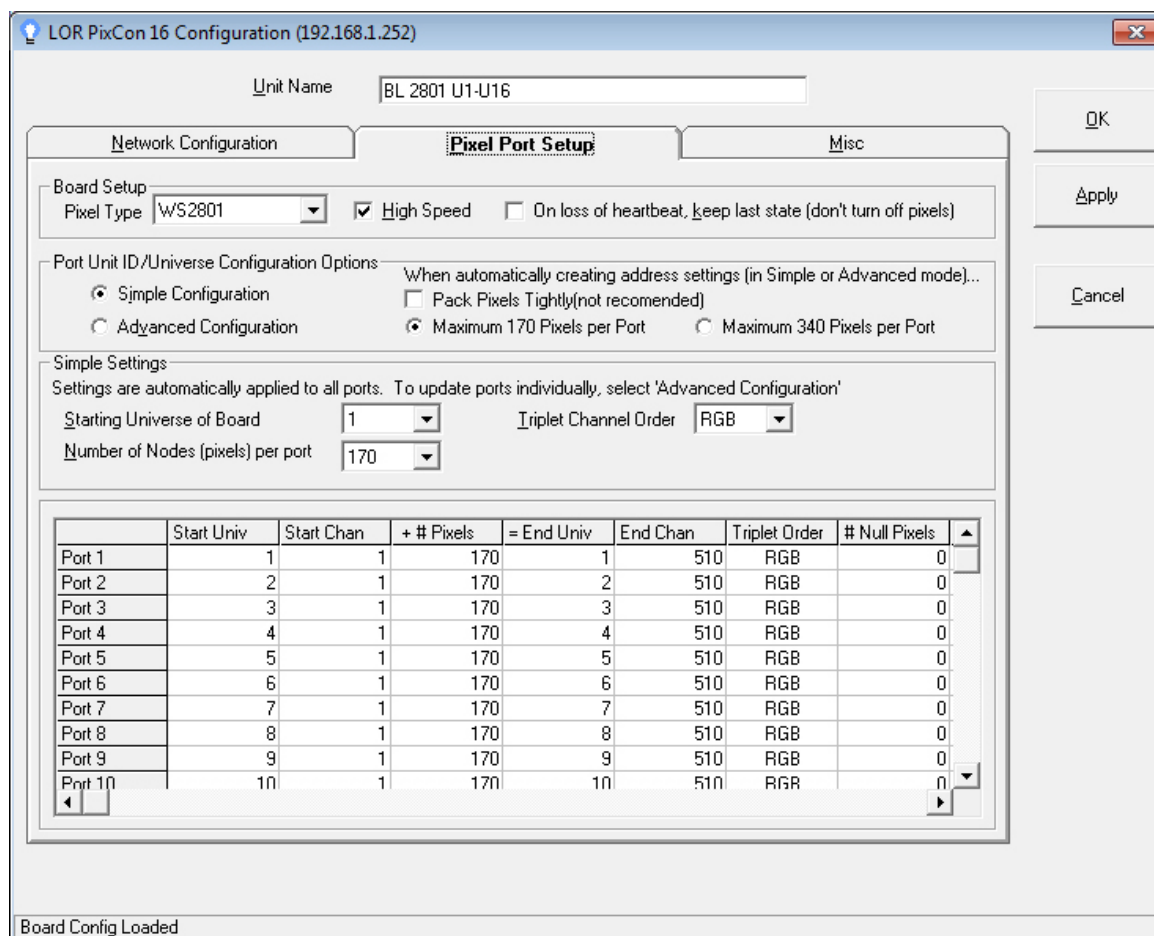 LOR PixCon 16 Configuration (192.168.1.252)
Unit Name BL 2801 U1-U16
OK
Network Configuration Pixel Port Setup Misc
Apply
Board Setup
Pixel Type WS2801 High Speed On loss of heartbeat, keep last state (don't turn off pixels)
Port Unit ID/Universe Configuration Options
When automatically creating address settings (in Simple or Advanced mode)...
Simple Configuration Pack Pixels Tightly(not recomended)
Cancel
Advanced Configuration Maximum 170 Pixels per Port Maximum 340 Pixels per Port
Simple Settings
Settings are automatically applied to all ports. To update ports individually, select 'Advanced Configuration'
Starting Universe of Board 1 Triplet Channel Order RGB
Number of Nodes (pixels) per port 170
Start Univ Start Chan + # Pixels = End Univ End Chan Triplet Order # Null Pixels
Port 1 1 1 170 1 510 RGB 0
Port 2 2 1 170 2 510 RGB 0
Port 3 3 1 170 3 510 RGB 0
Port 4 4 1 170 4 510 RGB 0
Port 5 5 1 170 5 510 RGB 0
Port 6 6 1 170 6 510 RGB 0
Port 7 7 1 170 7 510 RGB 0
Port 8 8 1 170 8 510 RGB 0
Port 9 9 1 170 9 510 RGB 0
Port 10 10 1 170 10 510 RGB 0
Board Config Loaded